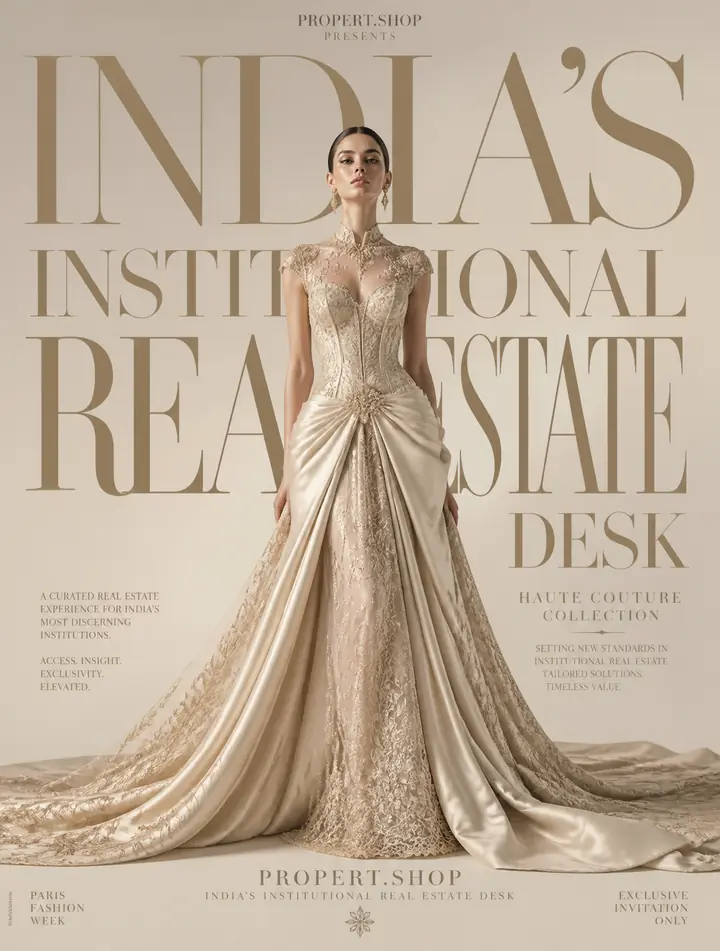 PROPERT.SHOP
PRESENTS
INDIA'S
INSTITUTIONAL
REAL ESTATE
DESK
A CURATED REAL ESTATE
EXPERIENCE FOR INDIA'S
MOST DISCERNING
INSTITUTIONS.
ACCESS. INSIGHT.
EXCLUSIVITY.
ELEVATED.
HAUTE COUTURE
COLLECTION
SETTING NEW STANDARDS IN
INSTITUTIONAL REAL ESTATE
TAILORED SOLUTIONS.
TIMELESS VALUE
PROPERT.SHOP
INDIA'S INSTITUTIONAL REAL ESTATE DESK
PARIS
FASHION
WEEK
EXCLUSIVE
INVITATION
ONLY